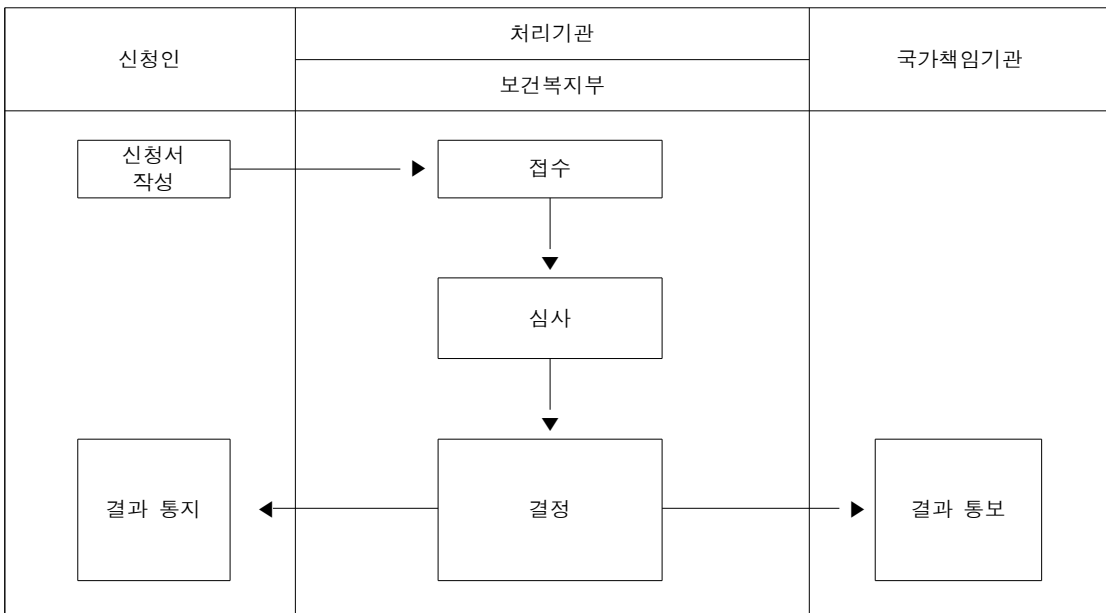 신청인
처리기관
국가책임기관
보건복지부
신청서
작성
접수
심사
결과 통지
결정
결과 통보